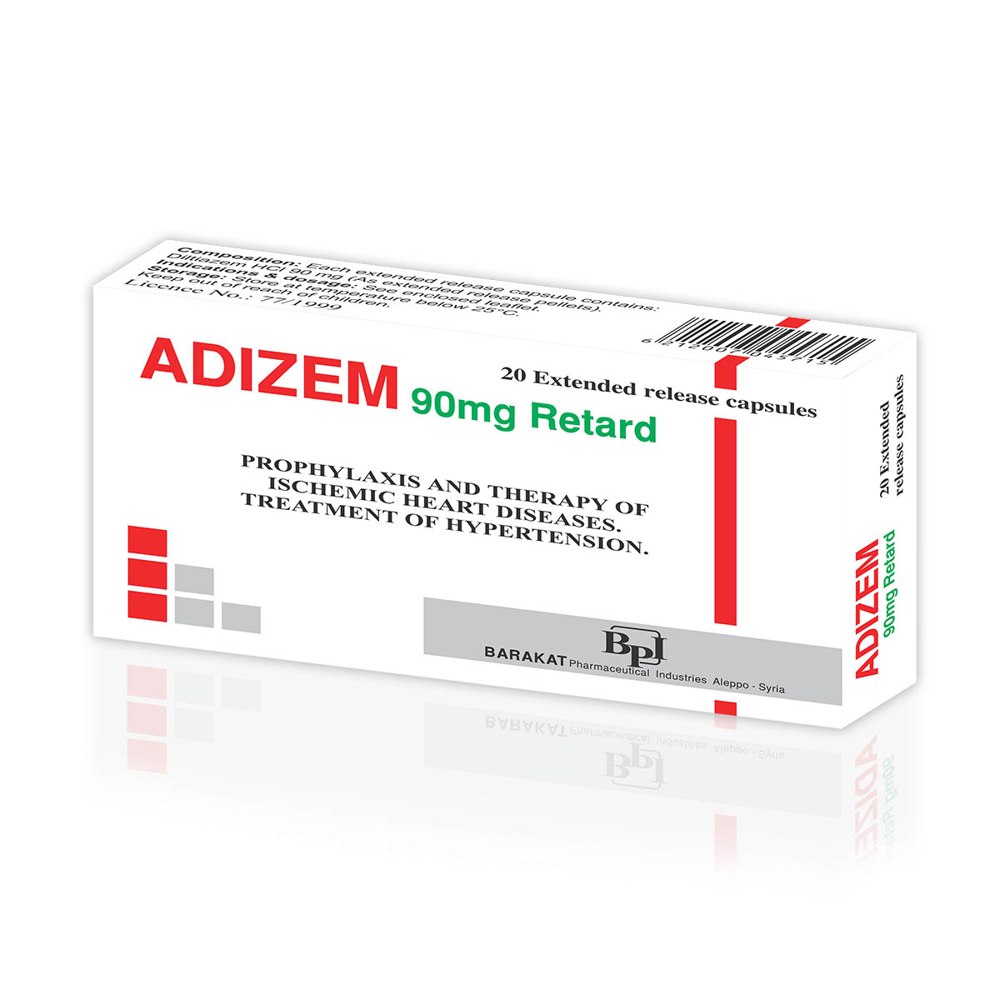 Composition: Each extended release capsule contains:
Diltiazem HCl 90 mg (As extended release pellets).
Indications & dosage: See enclosed leaflet.
Storage: Store at temperature below 25°C.
Keep out of reach of children.
Licence No.: 77/1999
6 212007 045715
ADIZEM 90mg Retard
20 Extended release capsules
PROPHYLAXIS AND THERAPY OF
ISCHEMIC HEART DISEASES.
TREATMENT OF HYPERTENSION.
BPI
BARAKAT Pharmaceutical Industries Aleppo - Syria
20 Extended
release capsules
ADIZEM
90mg Retard